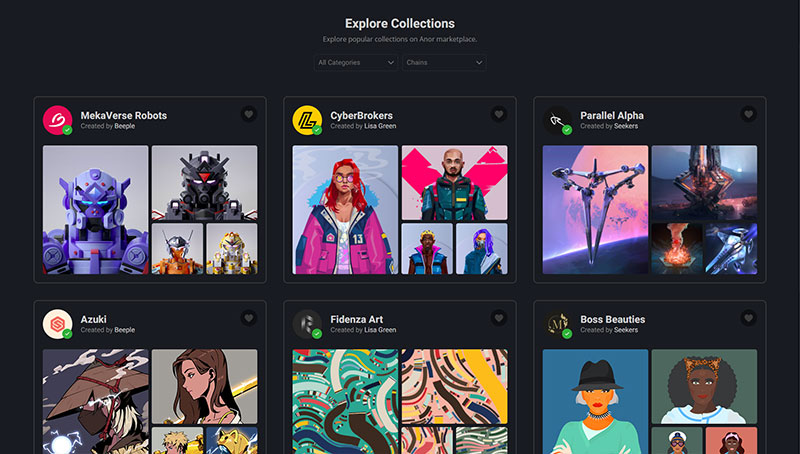 Explore Collections
Explore popular collections on Anor marketplace.
All Categories
Chains
MekaVerse Robots
Created by Beeple
CyberBrokers
Created by Lisa Green
Parallel Alpha
Created by Seekers
13
Azuki
Created by Beeple
Fidenza Art
Created by Lisa Green
Boss Beauties
Created by Seekers